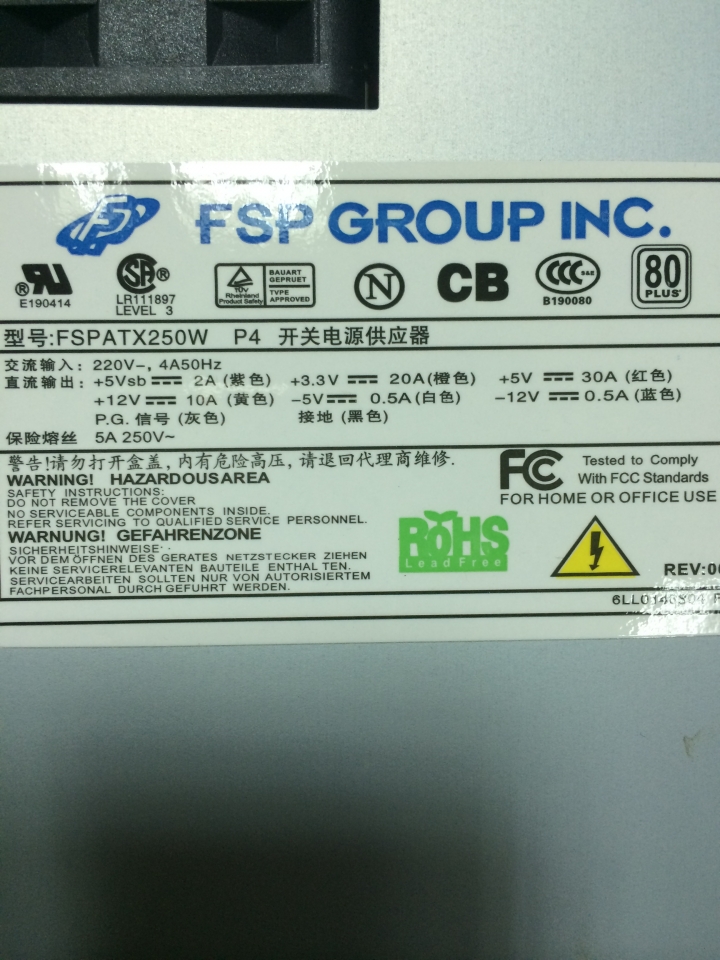 FS FSP GROUP INC.
E190414
LR111897
LEVEL 3
TÜV
Rheinland
Product Safety
BAUART
GEPRUET
TYPE
APPROVED
N
CB
CCC S&E
B190080
80
PLUS
型号:FSPATX250W P4 开关电源供应器
交流输入: 220V~, 4A50Hz
直流输出: +5Vsb 2A (紫色) +3.3V 20A(橙色) +5V 30A (红色)
+12V 10A (黄色) -5V 0.5A(白色) -12V 0.5A (蓝色)
P.G. 信号 (灰色) 接地 (黑色)
保险熔丝 5A 250V~
警告!请勿打开盒盖, 内有危险高压, 请退回代理商维修.
WARNING! HAZARDOUSAREA
SAFETY INSTRUCTIONS:
DO NOT REMOVE THE COVER
NO SERVICEABLE COMPONENTS INSIDE.
REFER SERVICING TO QUALIFIED SERVICE PERSONNEL.
WARNUNG! GEFAHRENZONE
SICHERHEITSHINWEISE··
VOR DEM ÖFFNEN DES GERATES NETZSTECKER ZIEHEN
KEINE SERVICERELEVANTEN BAUTEILE ENTHAL TEN.
SERVICEARBEITEN SOLLTEN NUR VON AUTORISIERTEM
FACHPERSONAL DURCH GEFUHRT WERDEN.
FC Tested to Comply
With FCC Standards
FOR HOME OR OFFICE USE
RoHS
Lead Free
REV:0